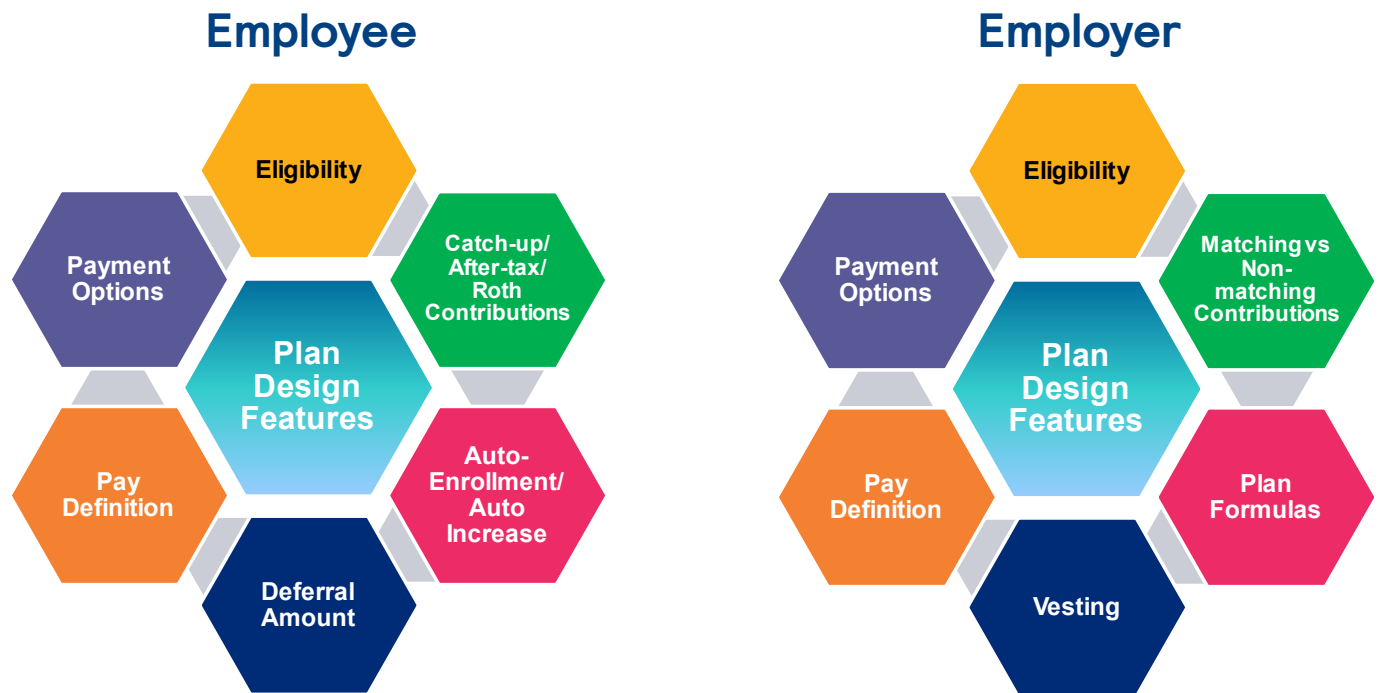 Employee
Eligibility
Catch-up/
After-tax/
Roth
Contributions
Auto-
Enrollment/
Auto
Increase
Deferral
Amount
Pay
Definition
Payment
Options
Plan
Design
Features
Employer
Eligibility
Matching vs
Non-
matching
Contributions
Plan
Formulas
Vesting
Pay
Definition
Payment
Options
Plan
Design
Features